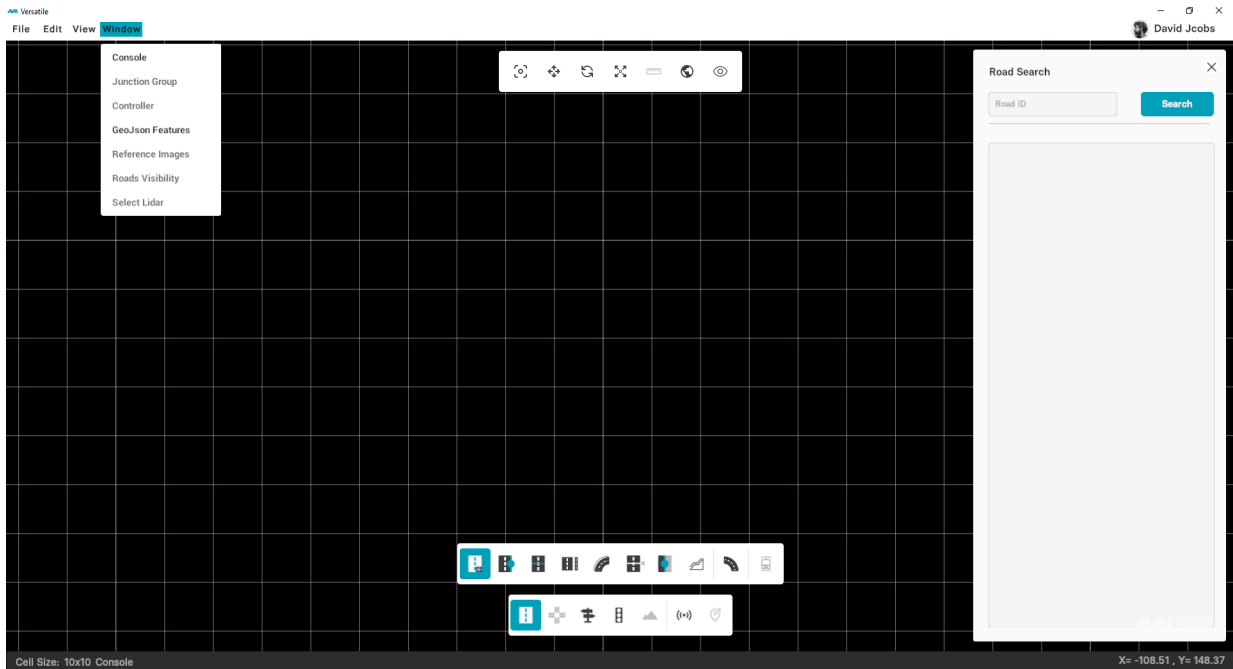 Versatile
File Edit View Window
David Jcobs
Console
Junction Group
Controller
GeoJson Features
Reference Images
Roads Visibility
Select Lidar
Road Search
Road ID
Search
Cell Size: 10x10 Console
X= -108.51 , Y= 148.37